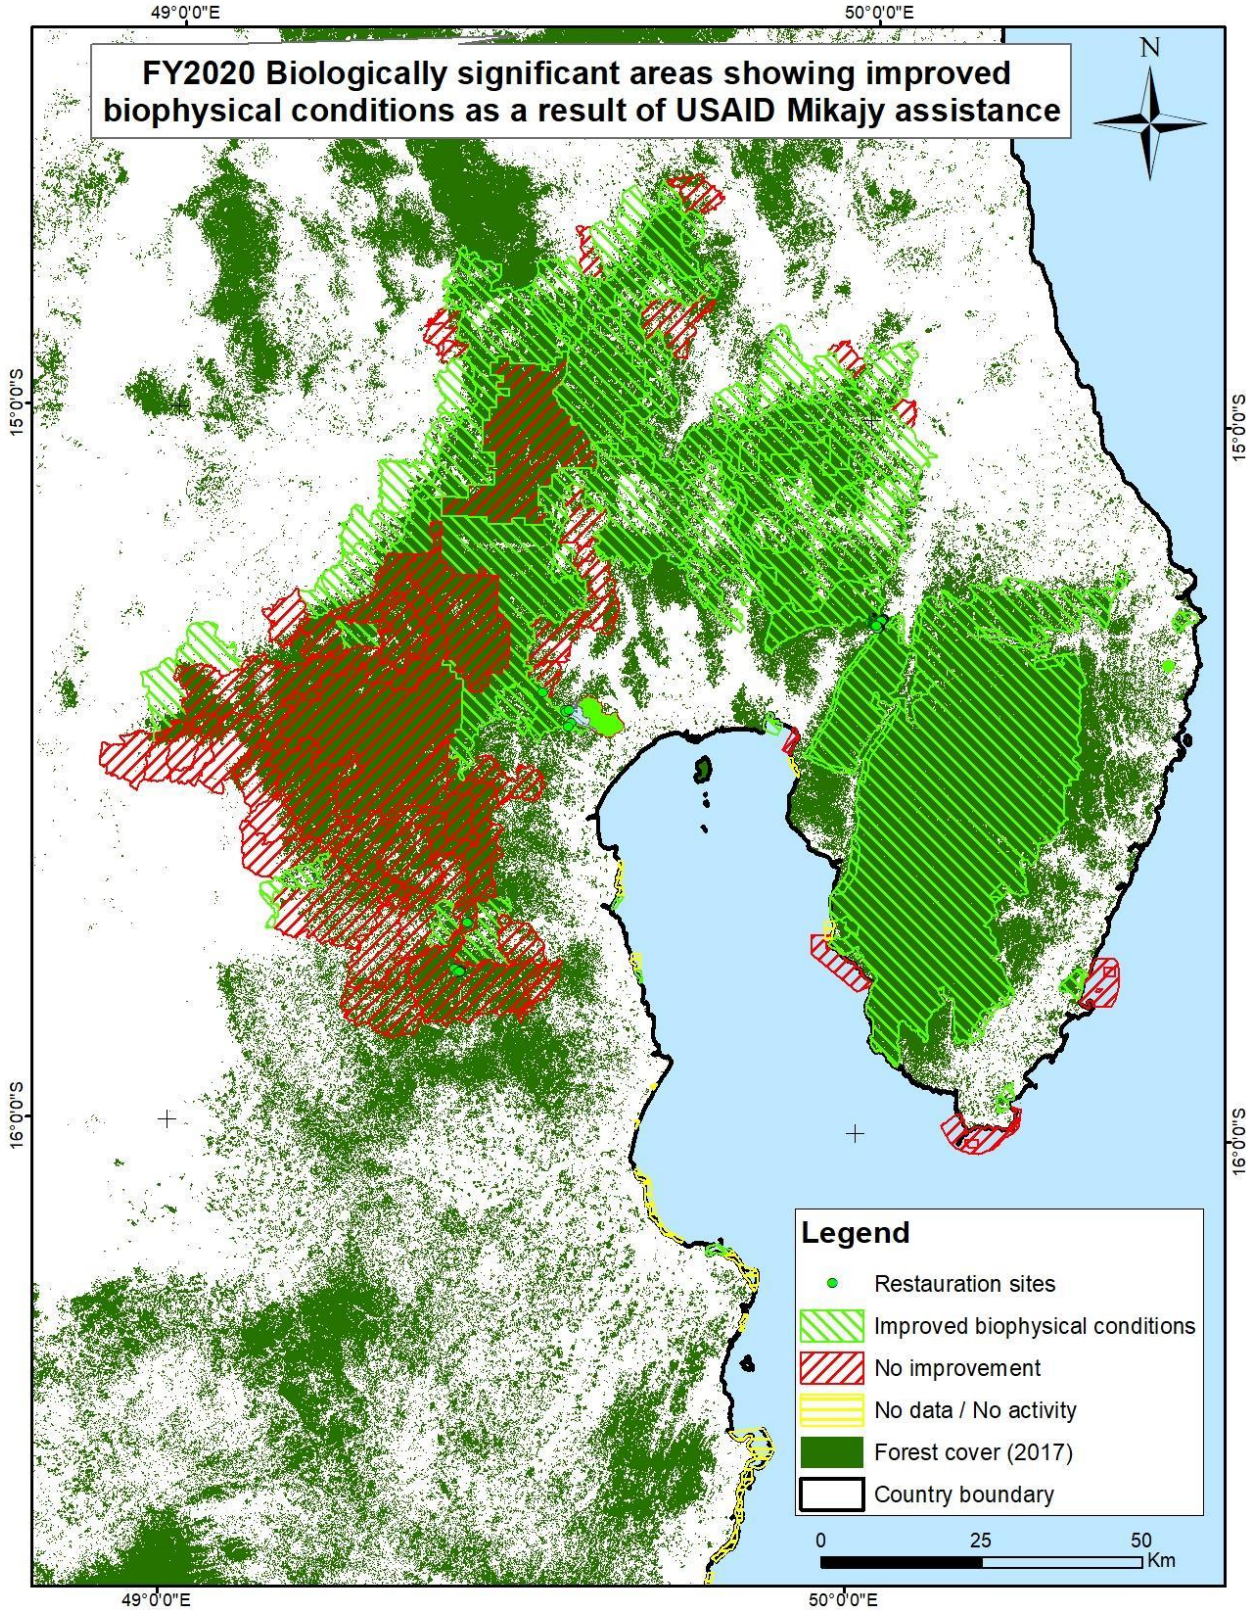 49°0'0"E
50°0'0"E
FY2020 Biologically significant areas showing improved
biophysical conditions as a result of USAID Mikajy assistance
N
15°0'0"S
15°0'0"S
16°0'0"S
16°0'0"S
Legend
Restauration sites
Improved biophysical conditions
No improvement
No data / No activity
Forest cover (2017)
Country boundary
0 25 50
Km
49°0'0"E
50°0'0"E